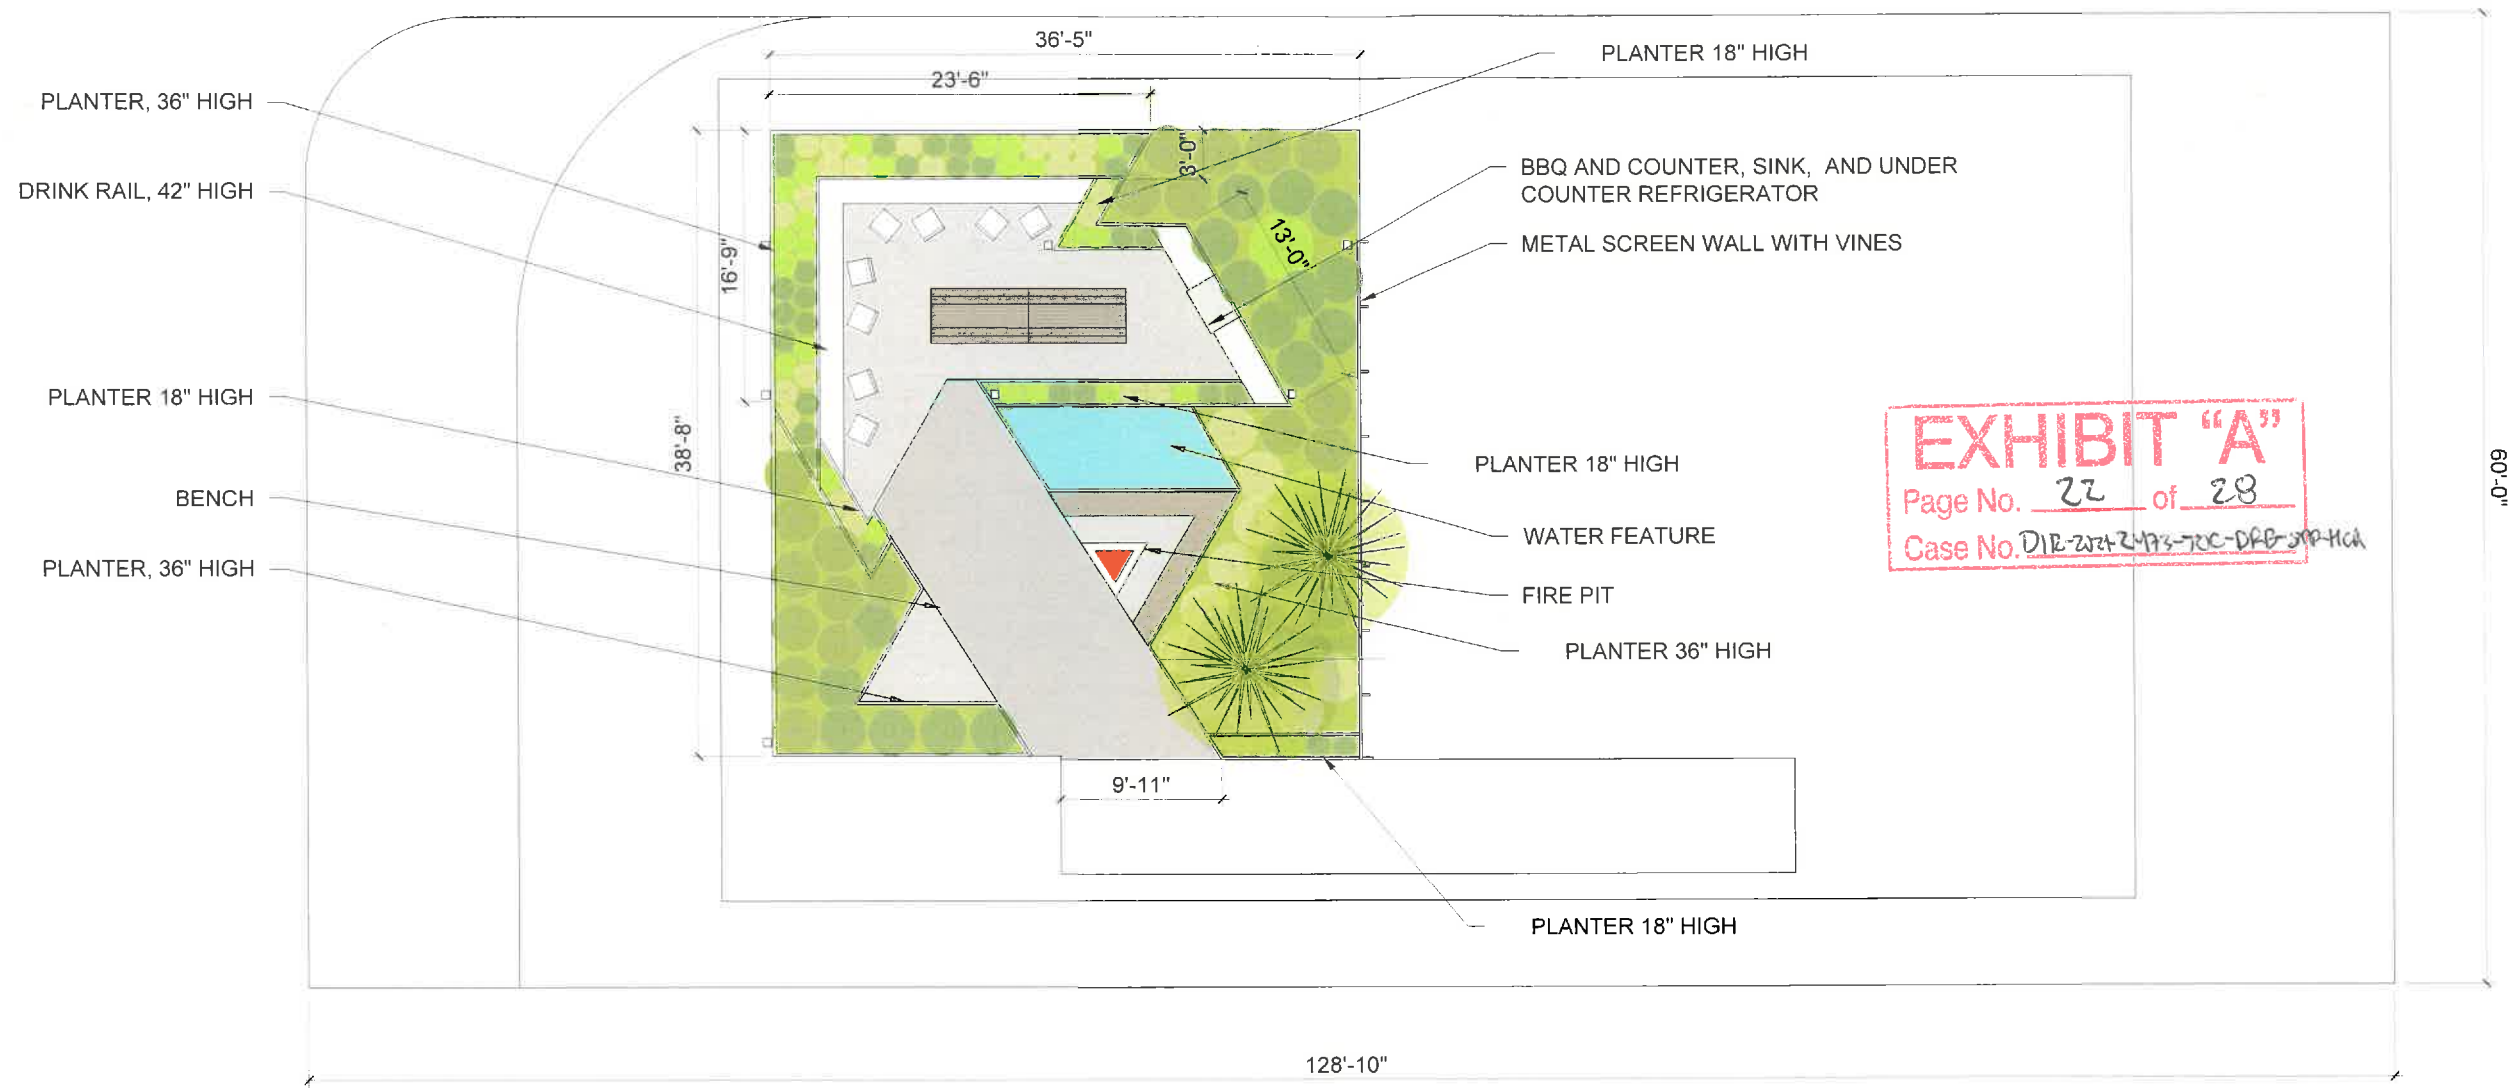 36'-5"
PLANTER 18" HIGH
23'-6"
PLANTER, 36" HIGH
3'-0"
BBQ AND COUNTER, SINK, AND UNDER
COUNTER REFRIGERATOR
DRINK RAIL, 42" HIGH
13'-0"
METAL SCREEN WALL WITH VINES
16'-9"
PLANTER 18" HIGH
38'-8"
EXHIBIT “A”
Page No. 22 of 28
Case No.
60'-0"
PLANTER 18" HIGH
BENCH
WATER FEATURE
PLANTER, 36" HIGH
FIRE PIT
PLANTER 36" HIGH
9'-11"
PLANTER 18" HIGH
128'-10"